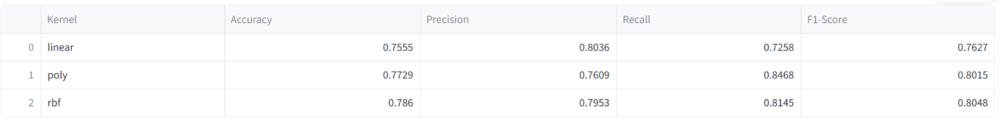 Kernel Accuracy Precision Recall F1-Score
0 linear 0.7555 0.8036 0.7258 0.7627
1 poly 0.7729 0.7609 0.8468 0.8015
2 rbf 0.786 0.7953 0.8145 0.8048